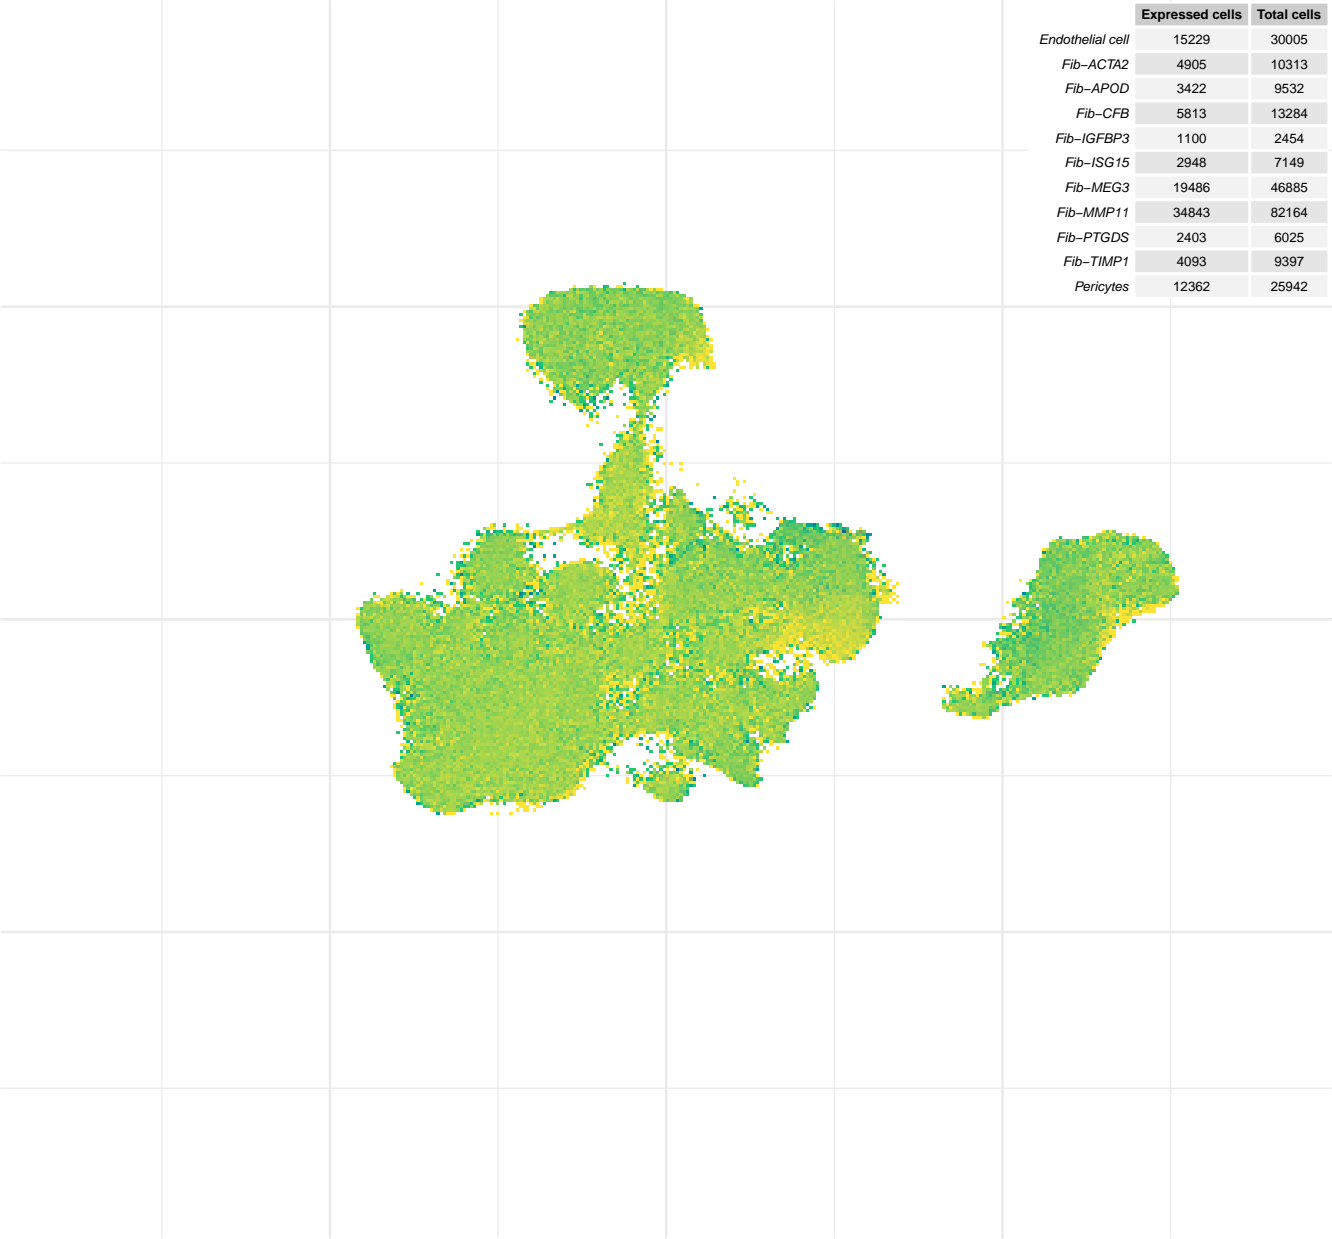 Expressed cells Total cells
Endothelial cell 15229 30005
Fib−ACTA2 4905 10313
Fib−APOD 3422 9532
Fib−CFB 5813 13284
Fib−IGFBP3 1100 2454
Fib−ISG15 2948 7149
Fib−MEG3 19486 46885
Fib−MMP11 34843 82164
Fib−PTGDS 2403 6025
Fib−TIMP1 4093 9397
Pericytes 12362 25942